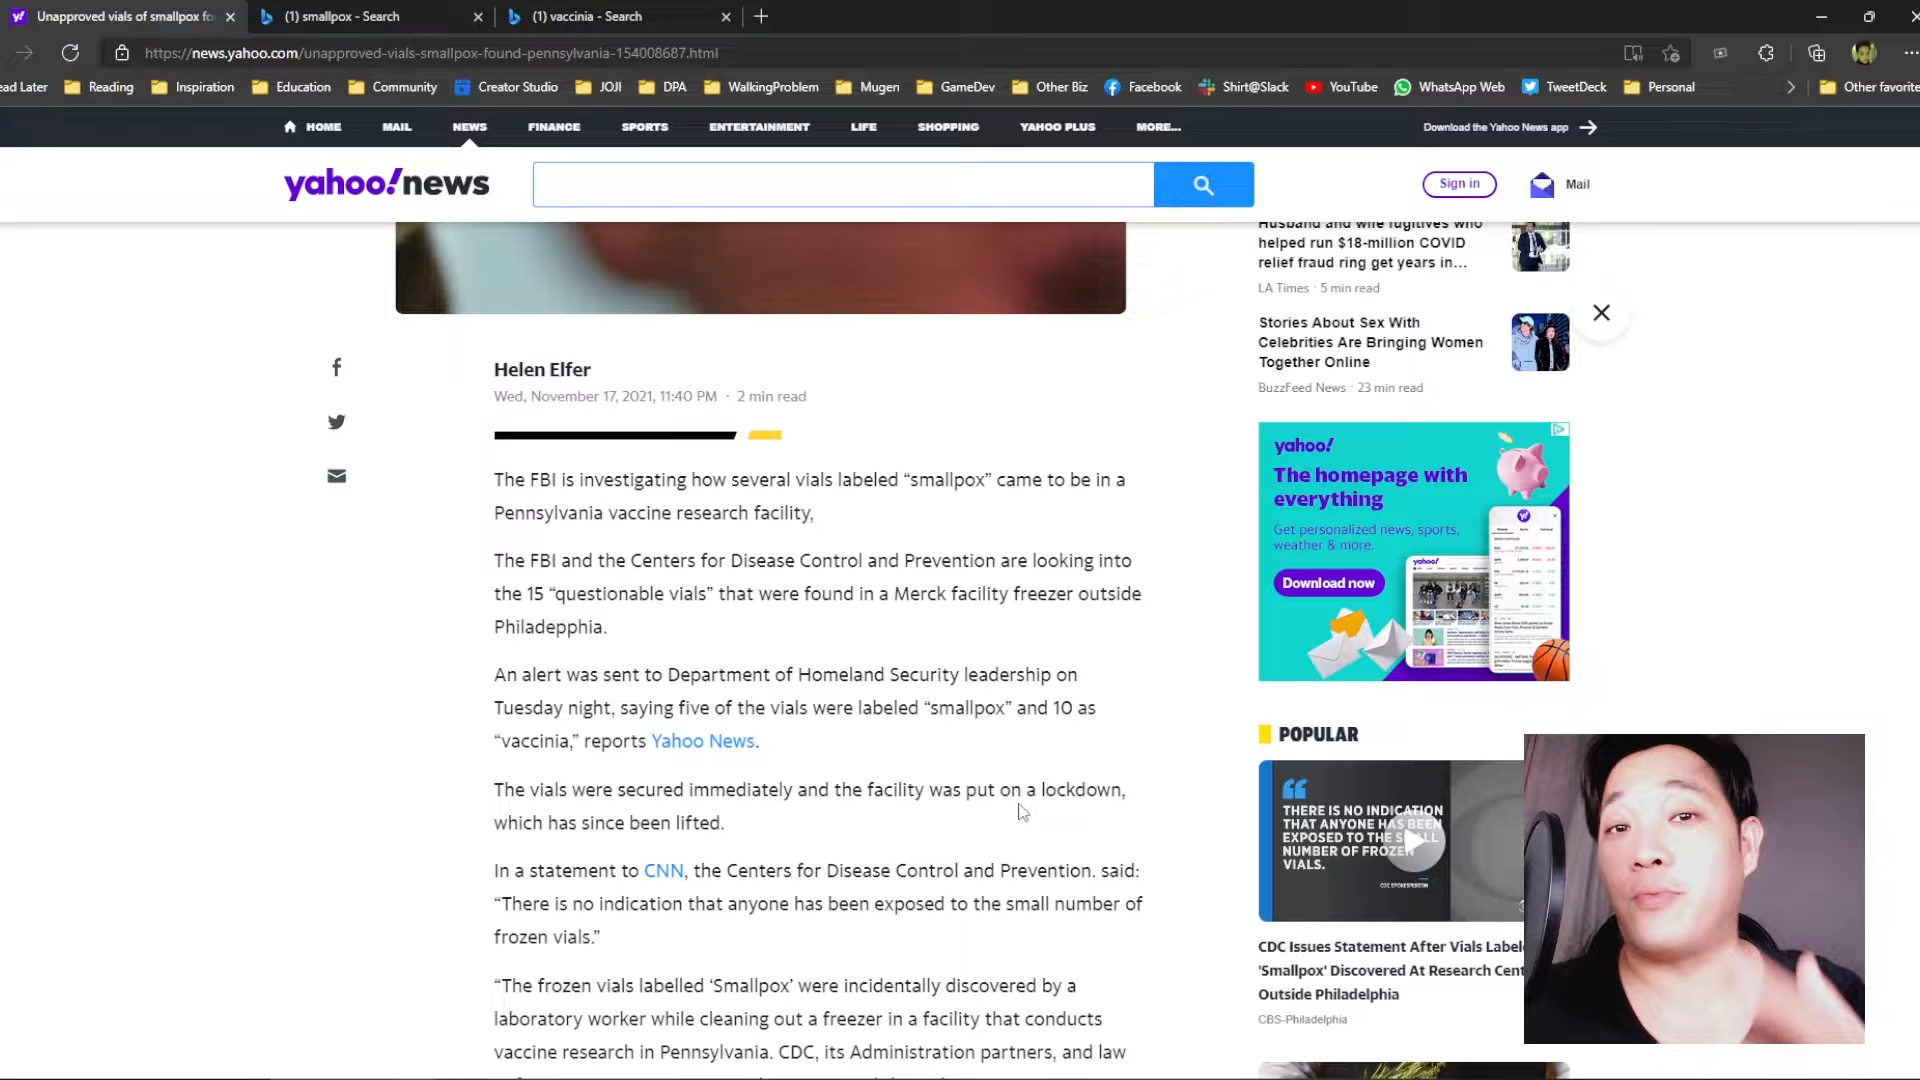 Unapproved vials of smallpox fo
(1) smallpox - Search
(1) vaccinia - Search
https://news.yahoo.com/unapproved-vials-smallpox-found-pennsylvania-154008687.html
ead Later
Reading
Inspiration
Education
Community
Creator Studio
JOJI
DPA
WalkingProblem
Mugen
GameDev
Other Biz
Facebook
Shirt@Slack
YouTube
WhatsApp Web
TweetDeck
Personal
Other favorite
HOME
MAIL
NEWS
FINANCE
SPORTS
ENTERTAINMENT
LIFE
SHOPPING
YAHOO PLUS
MORE...
Download the Yahoo News app
yahoo!news
Sign in
Mail
Helen Elfer
Wed, November 17, 2021, 11:40 PM · 2 min read
The FBI is investigating how several vials labeled “smallpox” came to be in a
Pennsylvania vaccine research facility,
The FBI and the Centers for Disease Control and Prevention are looking into
the 15 “questionable vials” that were found in a Merck facility freezer outside
Philadepphia.
An alert was sent to Department of Homeland Security leadership on
Tuesday night, saying five of the vials were labeled “smallpox” and 10 as
“vaccinia,” reports Yahoo News.
The vials were secured immediately and the facility was put on a lockdown,
which has since been lifted.
In a statement to CNN, the Centers for Disease Control and Prevention. said:
“There is no indication that anyone has been exposed to the small number of
frozen vials.”
“The frozen vials labelled ‘Smallpox’ were incidentally discovered by a
laboratory worker while cleaning out a freezer in a facility that conducts
vaccine research in Pennsylvania. CDC, its Administration partners, and law
Husband and wife fugitives who
helped run $18-million COVID
relief fraud ring get years in...
LA Times · 5 min read
Stories About Sex With
Celebrities Are Bringing Women
Together Online
BuzzFeed News · 23 min read
yahoo!
The homepage with
everything
Get personalized news, sports,
weather & more.
Download now
POPULAR
THERE IS NO INDICATION
THAT ANYONE HAS BEEN
EXPOSED TO THE SMALL
NUMBER OF FROZEN
VIALS.
CDC SPOKESPERSON
CDC Issues Statement After Vials Labele
'Smallpox' Discovered At Research Cent
Outside Philadelphia
CBS-Philadelphia